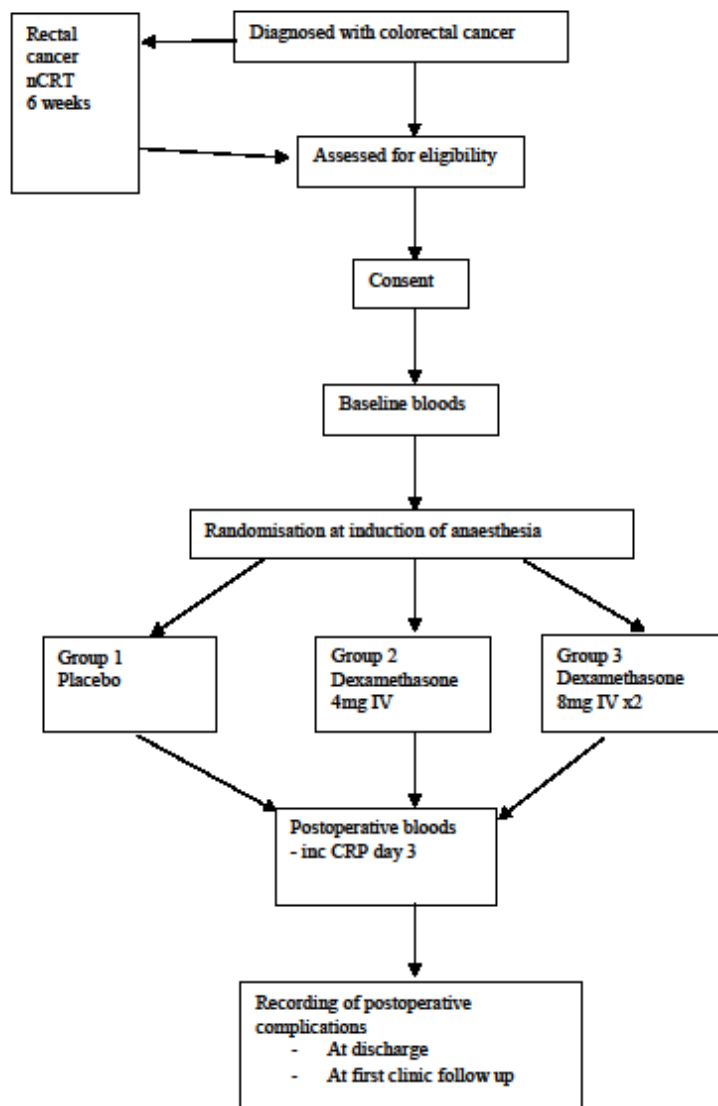 Rectal
cancer
nCRT
6 weeks
Diagnosed with colorectal cancer
Assessed for eligibility
Consent
Baseline bloods
Randomisation at induction of anaesthesia
Group 1
Placebo
Group 2
Dexamethasone
4mg IV
Group 3
Dexamethasone
8mg IV x2
Postoperative bloods
- inc CRP day 3
Recording of postoperative
complications
- At discharge
- At first clinic follow up